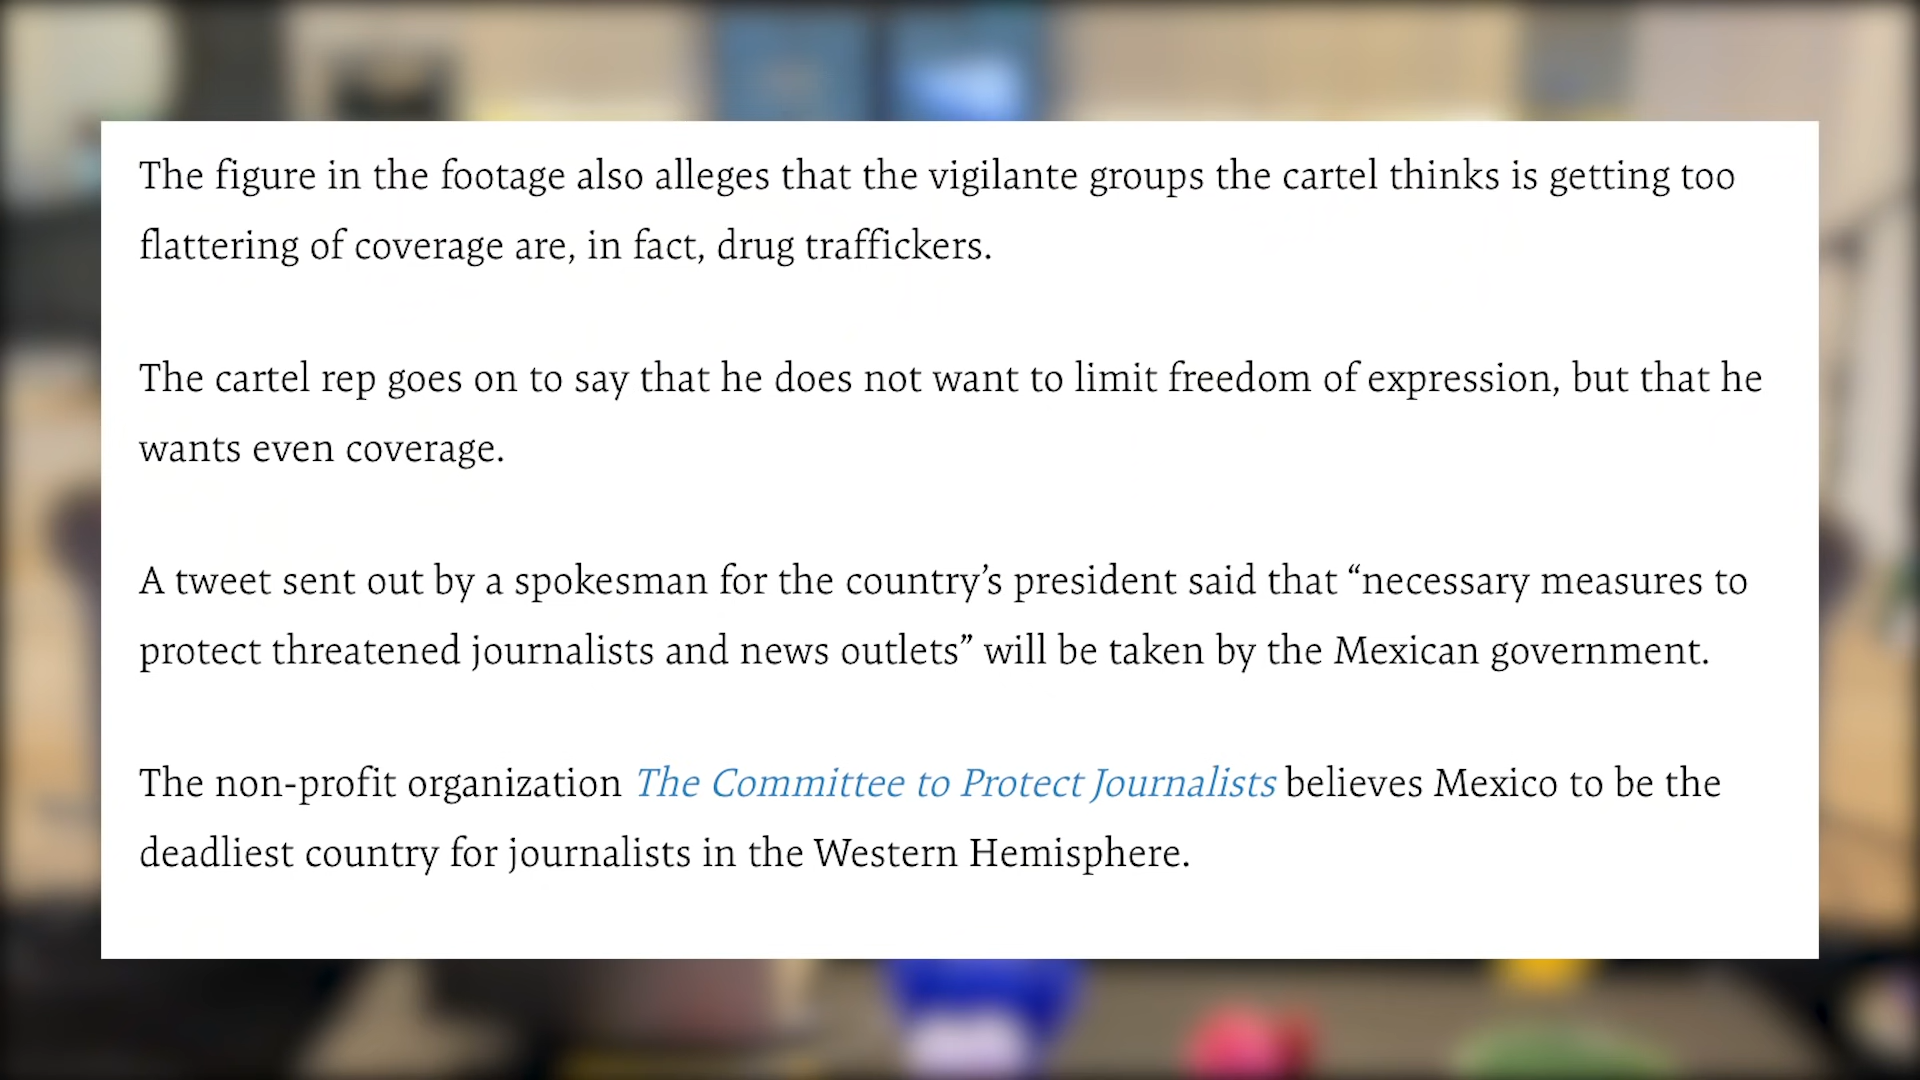 The figure in the footage also alleges that the vigilante groups the cartel thinks is getting too
flattering of coverage are, in fact, drug traffickers.
The cartel rep goes on to say that he does not want to limit freedom of expression, but that he
wants even coverage.
A tweet sent out by a spokesman for the country’s president said that “necessary measures to
protect threatened journalists and news outlets” will be taken by the Mexican government.
The non-profit organization The Committee to Protect Journalists believes Mexico to be the
deadliest country for journalists in the Western Hemisphere.